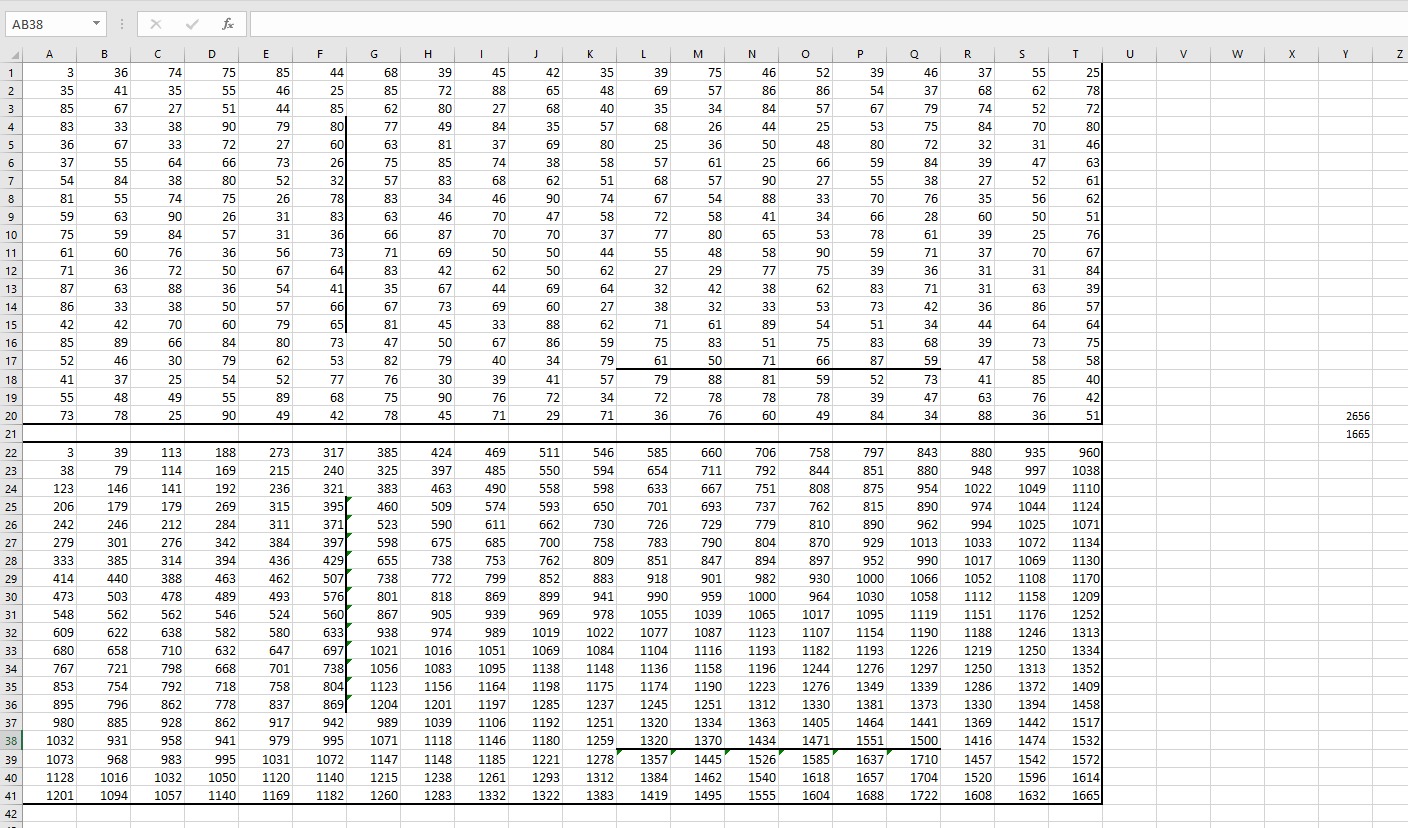 AB38
fx
A B C D E F G H I J K L M N O P Q R S T U V W X Y Z
1 3 36 74 75 85 44 68 39 45 42 35 39 75 46 52 39 46 37 55 25
2 35 41 35 55 46 25 85 72 88 65 48 69 57 86 86 54 37 68 62 78
3 85 67 27 51 44 85 62 80 27 68 40 35 34 84 57 67 79 74 52 72
4 83 33 38 90 79 80 77 49 84 35 57 68 26 44 25 53 75 84 70 80
5 36 67 33 72 27 60 63 81 37 69 80 25 36 50 48 80 72 32 31 46
6 37 55 64 66 73 26 75 85 74 38 58 57 61 25 66 59 84 39 47 63
7 54 84 38 80 52 32 57 83 68 62 51 68 57 90 27 55 38 27 52 61
8 81 55 74 75 26 78 83 34 46 90 74 67 54 88 33 70 76 35 56 62
9 59 63 90 26 31 83 63 46 70 47 58 72 58 41 34 66 28 60 50 51
10 75 59 84 57 31 36 66 87 70 70 37 77 80 65 53 78 61 39 25 76
11 61 60 76 36 56 73 71 69 50 50 44 55 48 58 90 59 71 37 70 67
12 71 36 72 50 67 64 83 42 62 50 62 27 29 77 75 39 36 31 31 84
13 87 63 88 36 54 41 35 67 44 69 64 32 42 38 62 83 71 31 63 39
14 86 33 38 50 57 66 67 73 69 60 27 38 32 33 53 73 42 36 86 57
15 42 42 70 60 79 65 81 45 33 88 62 71 61 89 54 51 34 44 64 64
16 85 89 66 84 80 73 47 50 67 86 59 75 83 51 75 83 68 39 73 75
17 52 46 30 79 62 53 82 79 40 34 79 61 50 71 66 87 59 47 58 58
18 41 37 25 54 52 77 76 30 39 41 57 79 88 81 59 52 73 41 85 40
19 55 48 49 55 89 68 75 90 76 72 34 72 78 78 78 39 47 63 76 42
20 73 78 25 90 49 42 78 45 71 29 71 36 76 60 49 84 34 88 36 51 2656
21 1665
22 3 39 113 188 273 317 385 424 469 511 546 585 660 706 758 797 843 880 935 960
23 38 79 114 169 215 240 325 397 485 550 594 654 711 792 844 851 880 948 997 1038
24 123 146 141 192 236 321 383 463 490 558 598 633 667 751 808 875 954 1022 1049 1110
25 206 179 179 269 315 395 460 509 574 593 650 701 693 737 762 815 890 974 1044 1124
26 242 246 212 284 311 371 523 590 611 662 730 726 729 779 810 890 962 994 1025 1071
27 279 301 276 342 384 397 598 675 685 700 758 783 790 804 870 929 1013 1033 1072 1134
28 333 385 314 394 436 429 655 738 753 762 809 851 847 894 897 952 990 1017 1069 1130
29 414 440 388 463 462 507 738 772 799 852 883 918 901 982 930 1000 1066 1052 1108 1170
30 473 503 478 489 493 576 801 818 869 899 941 990 959 1000 964 1030 1058 1112 1158 1209
31 548 562 562 546 524 560 867 905 939 969 978 1055 1039 1065 1017 1095 1119 1151 1176 1252
32 609 622 638 582 580 633 938 974 989 1019 1022 1077 1087 1123 1107 1154 1190 1188 1246 1313
33 680 658 710 632 647 697 1021 1016 1051 1069 1084 1104 1116 1193 1182 1193 1226 1219 1250 1334
34 767 721 798 668 701 738 1056 1083 1095 1138 1148 1136 1158 1196 1244 1276 1297 1250 1313 1352
35 853 754 792 718 758 804 1123 1156 1164 1198 1175 1174 1190 1223 1276 1349 1339 1286 1372 1409
36 895 796 862 778 837 869 1204 1201 1197 1285 1237 1245 1251 1312 1330 1381 1373 1330 1394 1458
37 980 885 928 862 917 942 989 1039 1106 1192 1251 1320 1334 1363 1405 1464 1441 1369 1442 1517
38 1032 931 958 941 979 995 1071 1118 1146 1180 1259 1320 1370 1434 1471 1551 1500 1416 1474 1532
39 1073 968 983 995 1031 1072 1147 1148 1185 1221 1278 1357 1445 1526 1585 1637 1710 1457 1542 1572
40 1128 1016 1032 1050 1120 1140 1215 1238 1261 1293 1312 1384 1462 1540 1618 1657 1704 1520 1596 1614
41 1201 1094 1057 1140 1169 1182 1260 1283 1332 1322 1383 1419 1495 1555 1604 1688 1722 1608 1632 1665
42